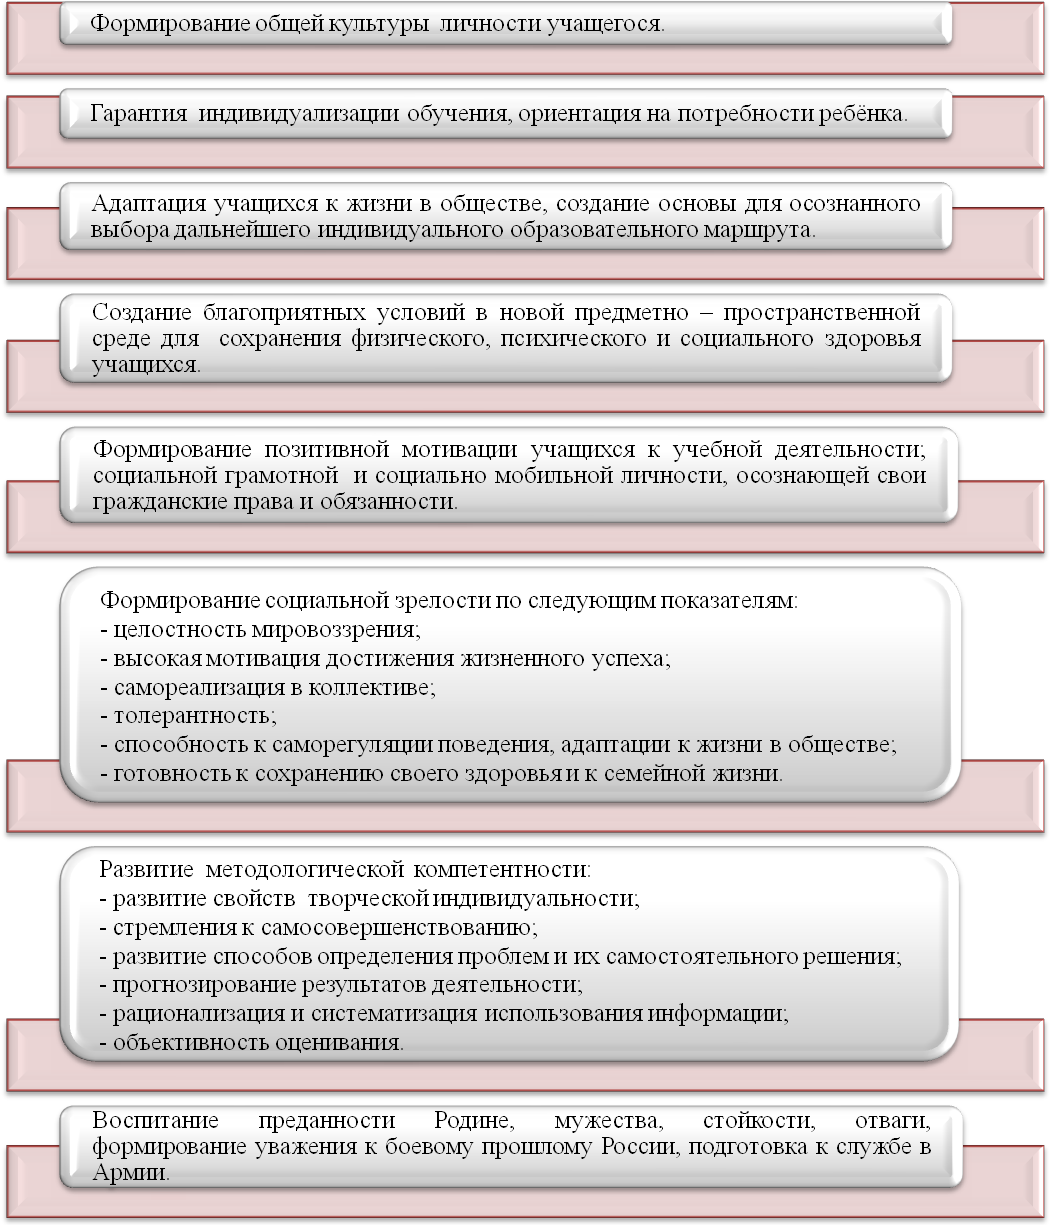 Формирование общей культуры личности учащегося.
Гарантия индивидуализации обучения, ориентация на потребности ребёнка.
Адаптация учащихся к жизни в обществе, создание основы для осознанного
выбора дальнейшего индивидуального образовательного маршрута.
Создание благоприятных условий в новой предметно – пространственной
среде для сохранения физического, психического и социального здоровья
учащихся.
Формирование позитивной мотивации учащихся к учебной деятельности;
социальной грамотной и социально мобильной личности, осознающей свои
гражданские права и обязанности.
Формирование социальной зрелости по следующим показателям:
- целостность мировоззрения;
- высокая мотивация достижения жизненного успеха;
- самореализация в коллективе;
- толерантность;
- способность к саморегуляции поведения, адаптации к жизни в обществе;
- готовность к сохранению своего здоровья и к семейной жизни.
Развитие методологической компетентности:
- развитие свойств творческой индивидуальности;
- стремления к самосовершенствованию;
- развитие способов определения проблем и их самостоятельного решения;
- прогнозирование результатов деятельности;
- рационализация и систематизация использования информации;
- объективность оценивания.
Воспитание преданности Родине, мужества, стойкости, отваги,
формирование уважения к боевому прошлому России, подготовка к службе в
Армии.